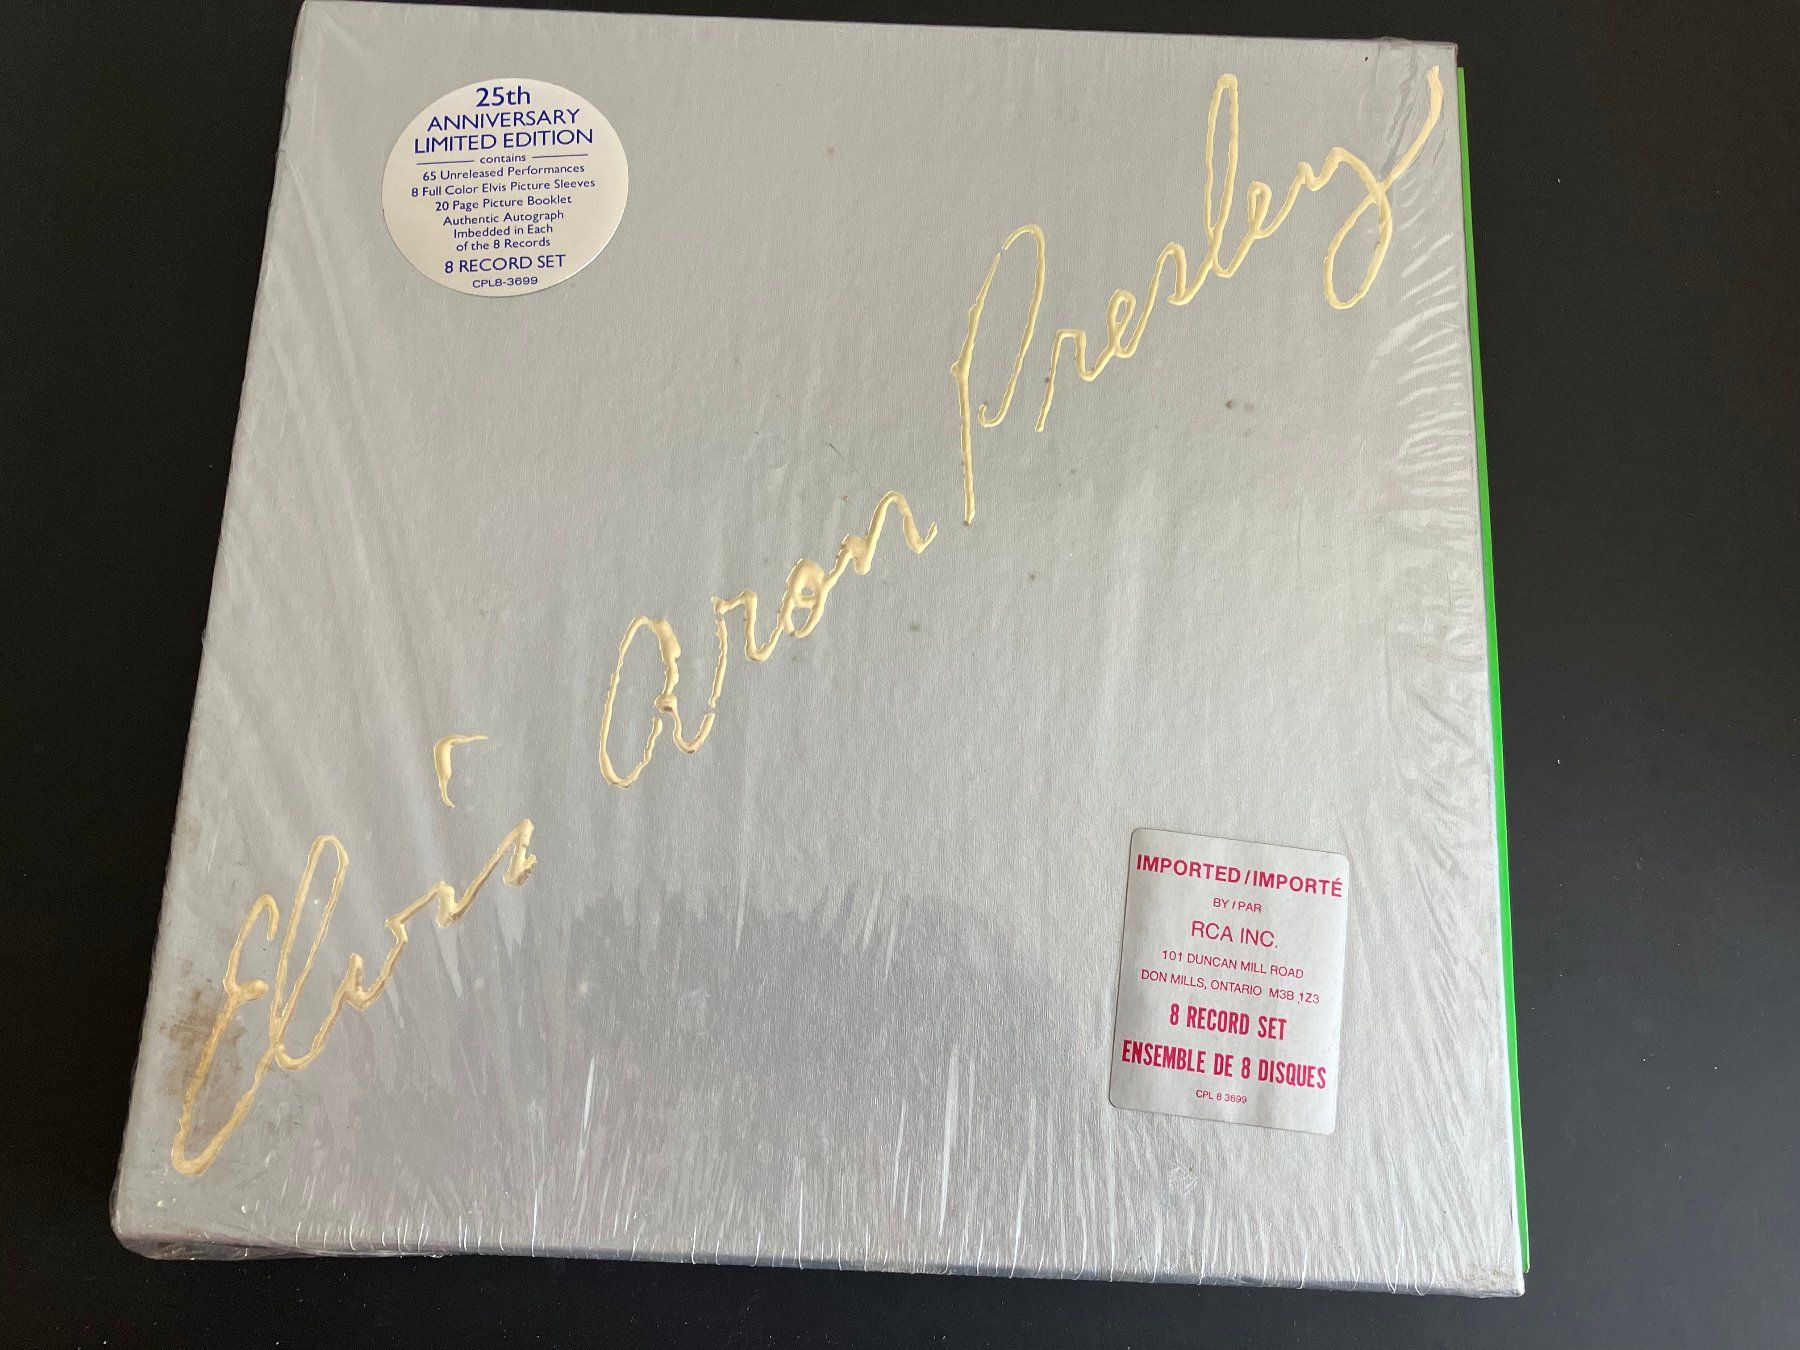 25th
ANNIVERSARY
LIMITED EDITION
contains
65 Unreleased Performances
8 Full Color Elvis Picture Sleeves
20 Page Picture Booklet
Authentic Autograph
Imbedded in Each
of the 8 Records
8 RECORD SET
CPL8-3699
Elvis Aron Presley
IMPORTED/IMPORTÉ
BY / PAR
RCA INC.
101 DUNCAN MILL ROAD
DON MILLS, ONTARIO M3B 1Z3
8 RECORD SET
ENSEMBLE DE 8 DISQUES
CPL 8 3699